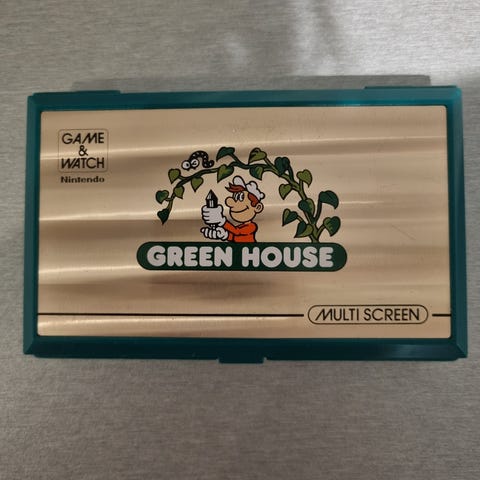 GAME
&
WATCH
Nintendo
GREEN HOUSE
MULTI SCREEN